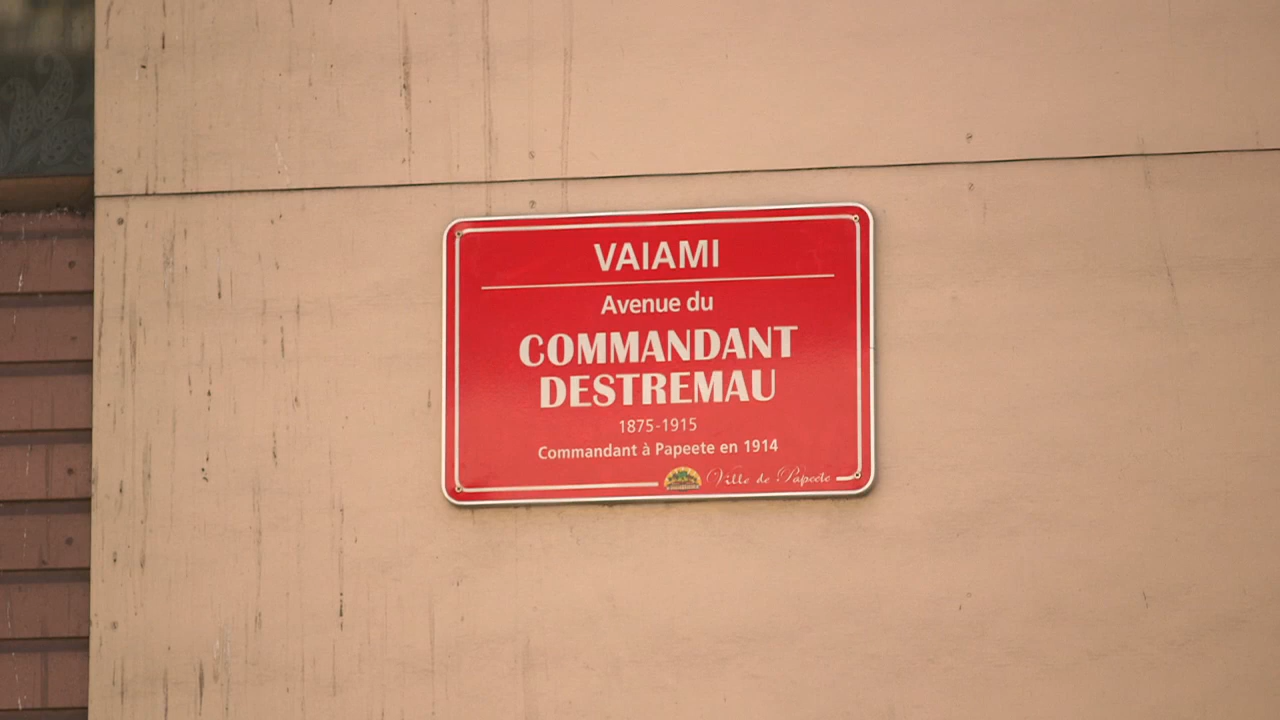 VAIAMI
Avenue du
COMMANDANT
DESTREMAU
1875-1915
Commandant à Papeete en 1914
Ville de Papeete